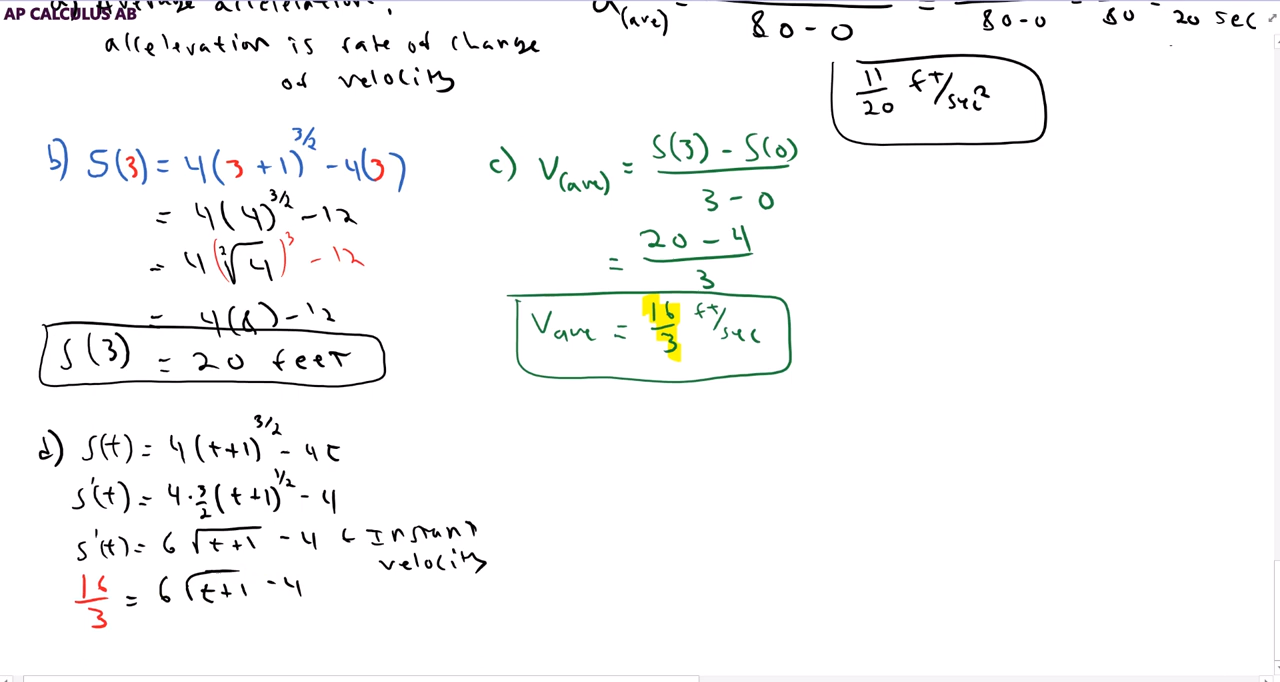 AP CALCULUS AB
acceleration is rate of change
of velocity
a(ave) = 80-0 = 80-0 80 20 sec
11/20 ft/sec²
b) S(3) = 4(3+1)^3/2 - 4(3)
= 4(4)^3/2 - 12
= 4(²√4)³ - 12
= 4(8) - 12
S(3) = 20 feet
c) V(ave) = S(3) - S(0) / 3 - 0
= 20 - 4 / 3
Vave = 16/3 ft/sec
d) S(t) = 4(t+1)^3/2 - 4t
s'(t) = 4·3/2(t+1)^1/2 - 4
s'(t) = 6√t+1 - 4 ← Instant
velocity
16/3 = 6√t+1 - 4